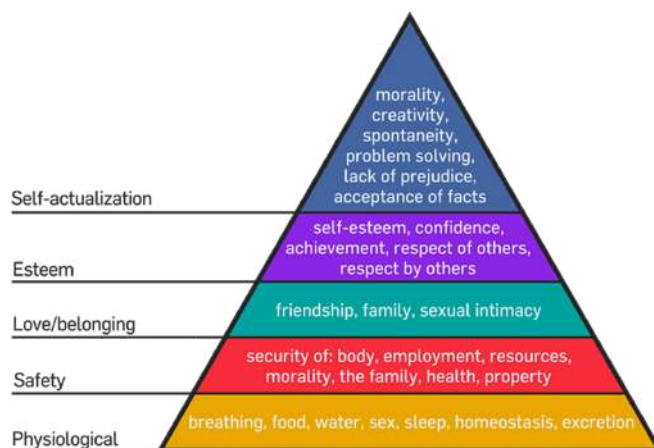 morality,
creativity,
spontaneity,
problem solving,
lack of prejudice,
acceptance of facts
Self-actualization
self-esteem, confidence,
achievement, respect of others,
respect by others
Esteem
friendship, family, sexual intimacy
Love/belonging
security of: body, employment, resources,
morality, the family, health, property
Safety
breathing, food, water, sex, sleep, homeostasis, excretion
Physiological